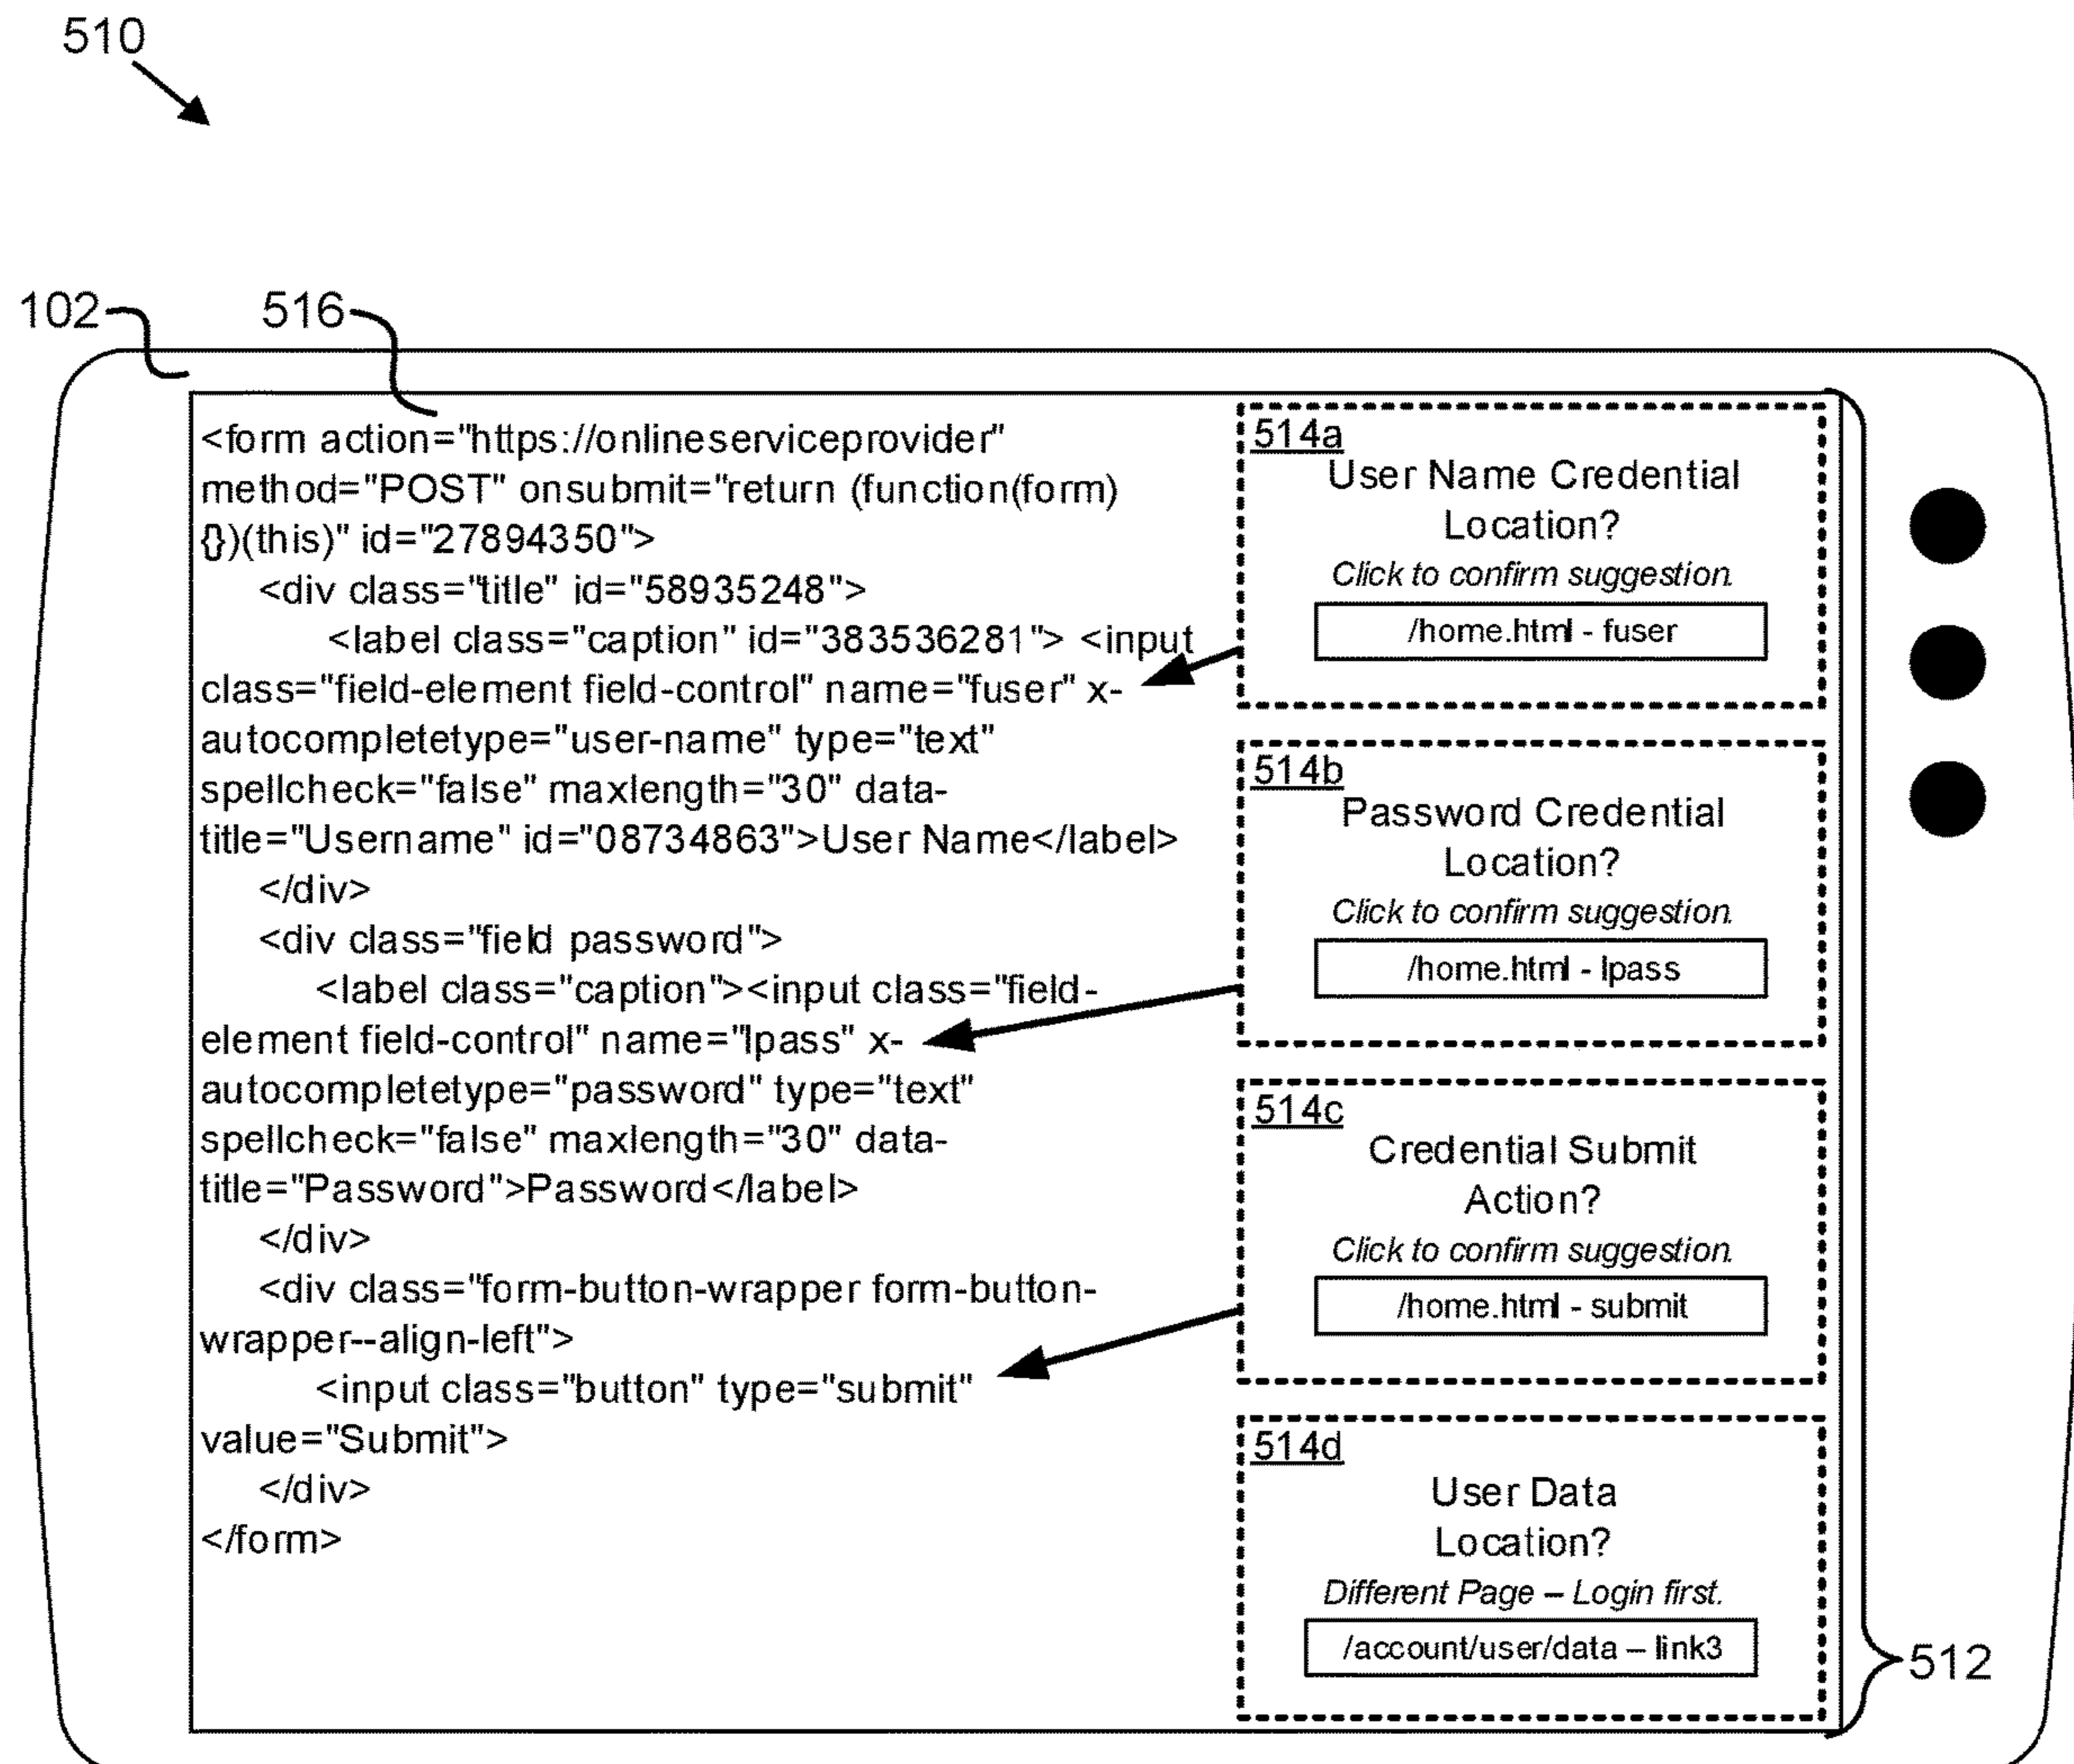 510
102
516
<form action="https://onlineserviceprovider"
method="POST" onsubmit="return (function(form)
{})(this)" id="27894350">
<div class="title" id="58935248">
<label class="caption" id="383536281"> <input
class="field-element field-control" name="fuser" x-
autocompletetype="user-name" type="text"
spellcheck="false" maxlength="30" data-
title="Username" id="08734863">User Name</label>
</div>
<div class="field password">
<label class="caption"><input class="field-
element field-control" name="lpass" x-
autocompletetype="password" type="text"
spellcheck="false" maxlength="30" data-
title="Password">Password</label>
</div>
<div class="form-button-wrapper form-button-
wrapper--align-left">
<input class="button" type="submit"
value="Submit">
</div>
</form>
514a
User Name Credential
Location?
Click to confirm suggestion.
/home.html - fuser
514b
Password Credential
Location?
Click to confirm suggestion.
/home.html - lpass
514c
Credential Submit
Action?
Click to confirm suggestion.
/home.html - submit
514d
User Data
Location?
Different Page – Login first.
/account/user/data – link3
512